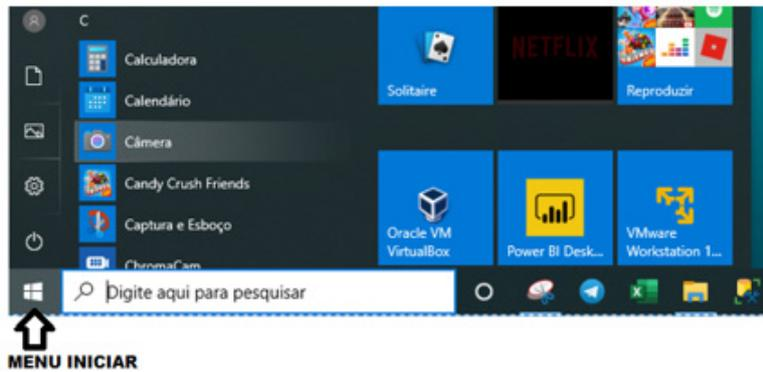 C
Calculadora
Calendário
Câmera
Candy Crush Friends
Captura e Esboço
ChromaCam
Solitaire
NETFLIX
Reproduzir
Oracle VM
VirtualBox
Power BI Desk...
VMware
Workstation 1...
Digite aqui para pesquisar
MENU INICIAR